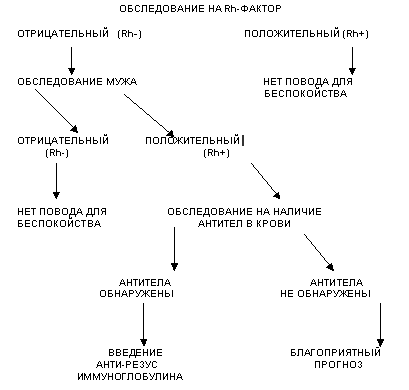 ОБСЛЕДОВАНИЕ НА Rh-ФАКТОР
ОТРИЦАТЕЛЬНЫЙ (Rh-)
ПОЛОЖИТЕЛЬНЫЙ (Rh+)
ОБСЛЕДОВАНИЕ МУЖА
НЕТ ПОВОДА ДЛЯ
БЕСПОКОЙСТВА
ОТРИЦАТЕЛЬНЫЙ
(Rh-)
ПОЛОЖИТЕЛЬНЫЙ
(Rh+)
НЕТ ПОВОДА ДЛЯ
БЕСПОКОЙСТВА
ОБСЛЕДОВАНИЕ НА НАЛИЧИЕ
АНТИТЕЛ В КРОВИ
АНТИТЕЛА
ОБНАРУЖЕНЫ
АНТИТЕЛА
НЕ ОБНАРУЖЕНЫ
ВВЕДЕНИЕ
АНТИ-РЕЗУС
ИММУНОГЛОБУЛИНА
БЛАГОПРИЯТНЫЙ
ПРОГНОЗ